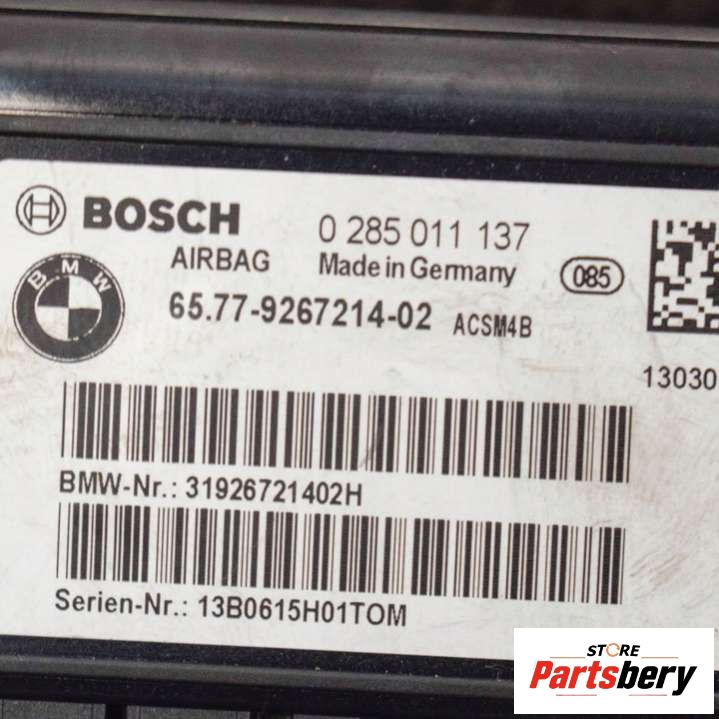 BOSCH 0 285 011 137
AIRBAG Made in Germany 085
BMW
65.77-9267214-02 ACSM4B
13030
BMW-Nr.: 31926721402H
Serien-Nr.: 13B0615H01TOM
STORE
Partsbery